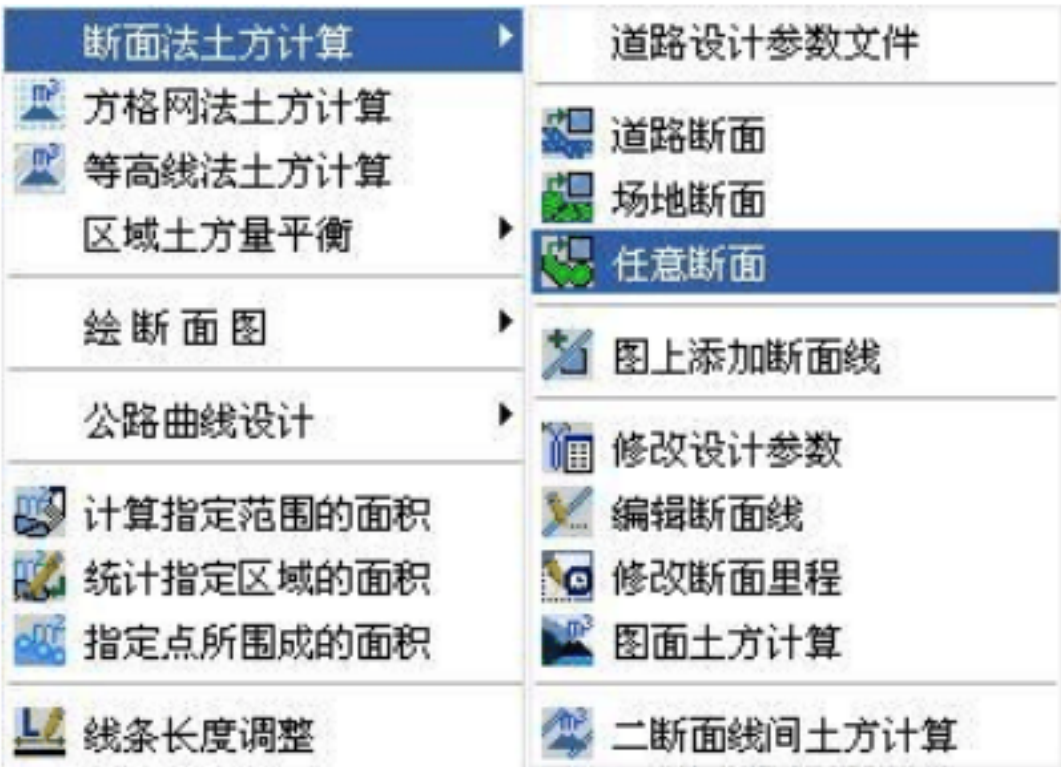 断面法土方计算
方格网法土方计算
等高线法土方计算
区域土方量平衡
绘断面图
公路曲线设计
计算指定范围的面积
统计指定区域的面积
指定点所围成的面积
线条长度调整
道路设计参数文件
道路断面
场地断面
任意断面
图上添加断面线
修改设计参数
编辑断面线
修改断面里程
图面土方计算
二断面线间土方计算